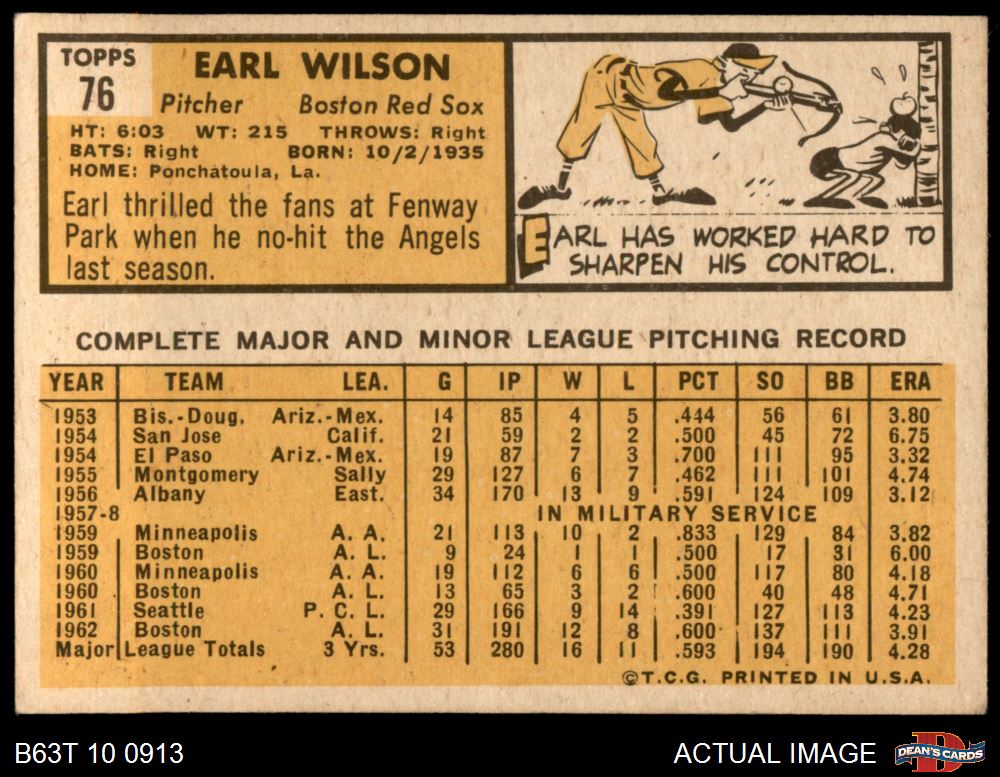 TOPPS
76
EARL WILSON
Pitcher Boston Red Sox
HT: 6:03 WT: 215 THROWS: Right
BATS: Right BORN: 10/2/1935
HOME: Ponchatoula, La.
Earl thrilled the fans at Fenway
Park when he no-hit the Angels
last season.
EARL HAS WORKED HARD TO
SHARPEN HIS CONTROL.
COMPLETE MAJOR AND MINOR LEAGUE PITCHING RECORD
YEAR TEAM LEA. G IP W L PCT SO BB ERA
1953 Bis.-Doug. Ariz.-Mex. 14 85 4 5 .444 56 61 3.80
1954 San Jose Calif. 21 59 2 2 .500 45 72 6.75
1954 El Paso Ariz.-Mex. 19 87 7 3 .700 111 95 3.32
1955 Montgomery Sally 29 127 6 7 .462 111 101 4.74
1956 Albany East. 34 170 13 9 .591 124 109 3.12
1957-8 IN MILITARY SERVICE
1959 Minneapolis A. A. 21 113 10 2 .833 129 84 3.82
1959 Boston A. L. 9 24 1 1 .500 17 31 6.00
1960 Minneapolis A. A. 19 112 6 6 .500 117 80 4.18
1960 Boston A. L. 13 65 3 2 .600 40 48 4.71
1961 Seattle P. C. L. 29 166 9 14 .391 127 113 4.23
1962 Boston A. L. 31 191 12 8 .600 137 111 3.91
Major League Totals 3 Yrs. 53 280 16 11 .593 194 190 4.28
©T.C.G. PRINTED IN U.S.A.
B63T 10 0913 ACTUAL IMAGE DEAN'S CARDS